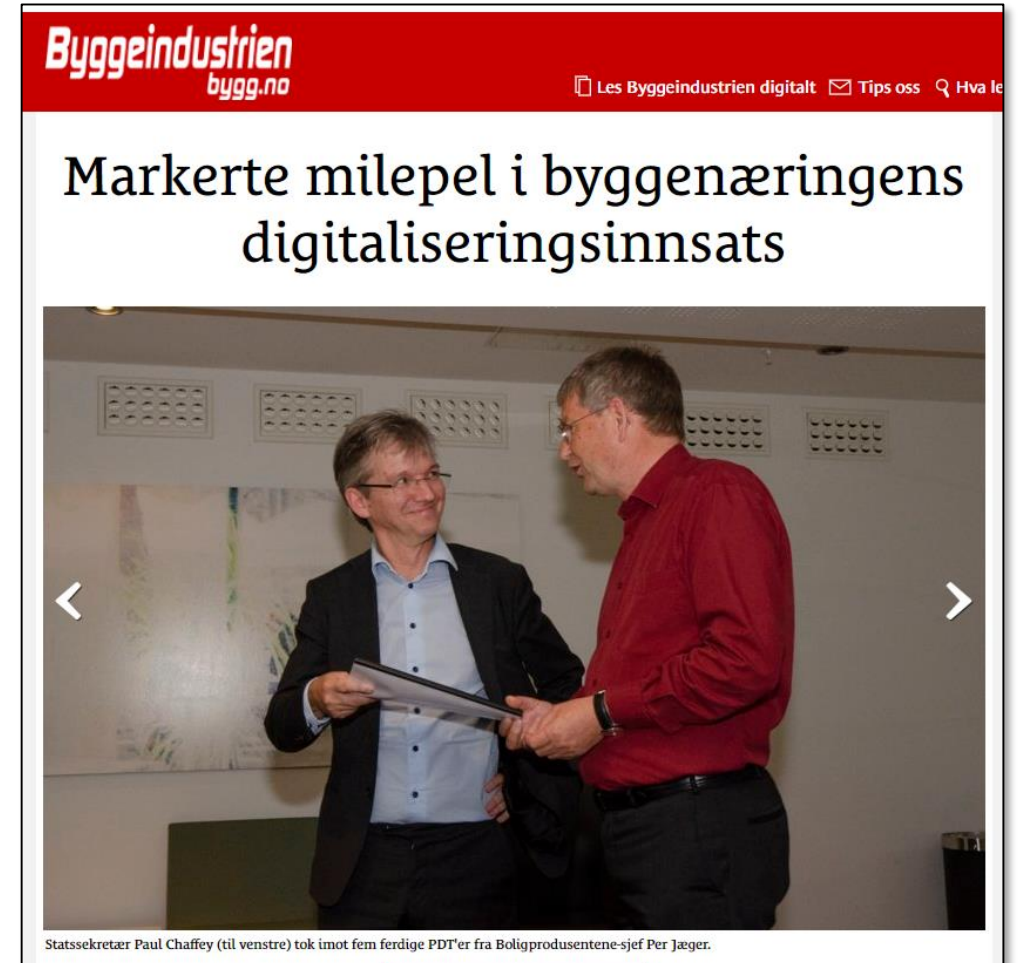 Byggeindustrien
bygg.no
Les Byggeindustrien digitalt Tips oss Hva le
Markerte milepel i byggenæringens
digitaliseringsinnsats
Statssekretær Paul Chaffey (til venstre) tok imot fem ferdige PDT'er fra Boligprodusentene-sjef Per Jæger.